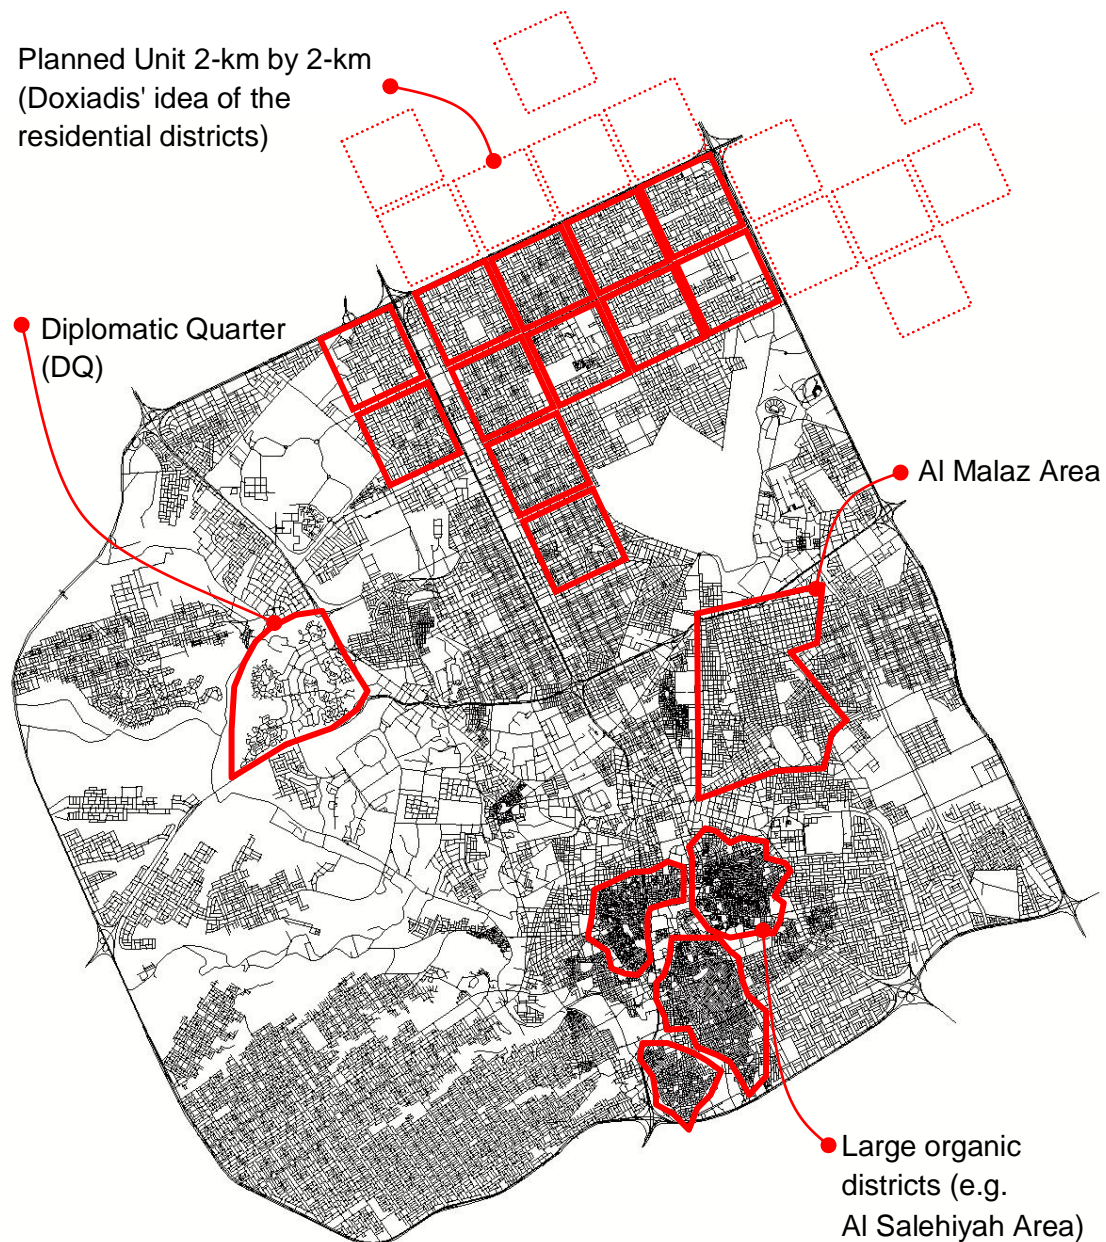 Planned Unit 2-km by 2-km
(Doxiadis' idea of the
residential districts)
Diplomatic Quarter
(DQ)
Al Malaz Area
Large organic
districts (e.g.
Al Salehiyah Area)